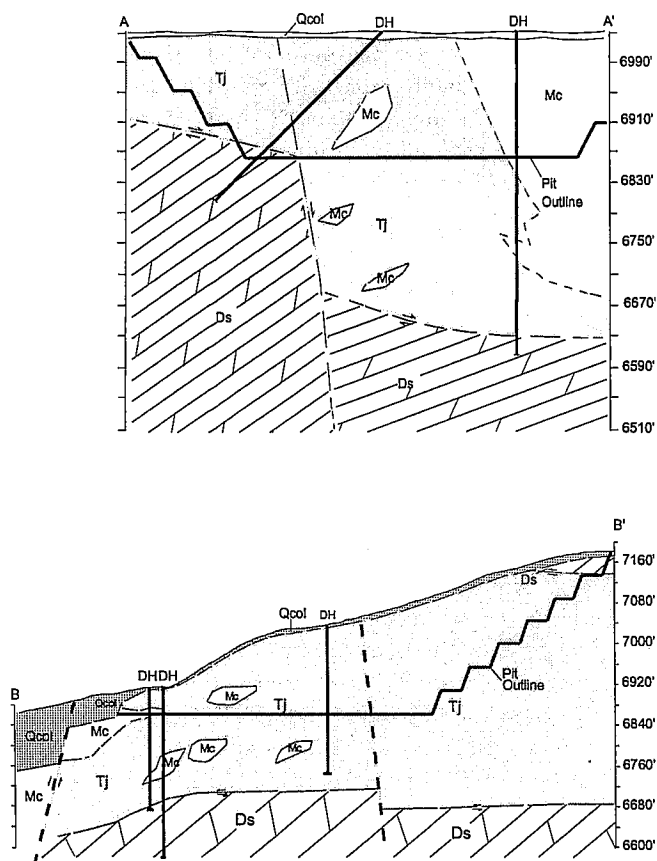 A Qcol DH DH A'
6990'
Tj Mc Mc
6910'
Pit
Outline
6830'
Mc Tj
6750'
Mc
6670'
Ds
6590'
Ds
6510'
B'
7160'
Ds
7080'
Qcol DH
7000'
Pit
Outline
DH DH
6920'
B Qcol Mc Tj Tj
6840'
Qcol Mc Mc Mc
6760'
Mc Tj Mc
6680'
Ds Ds
6600'